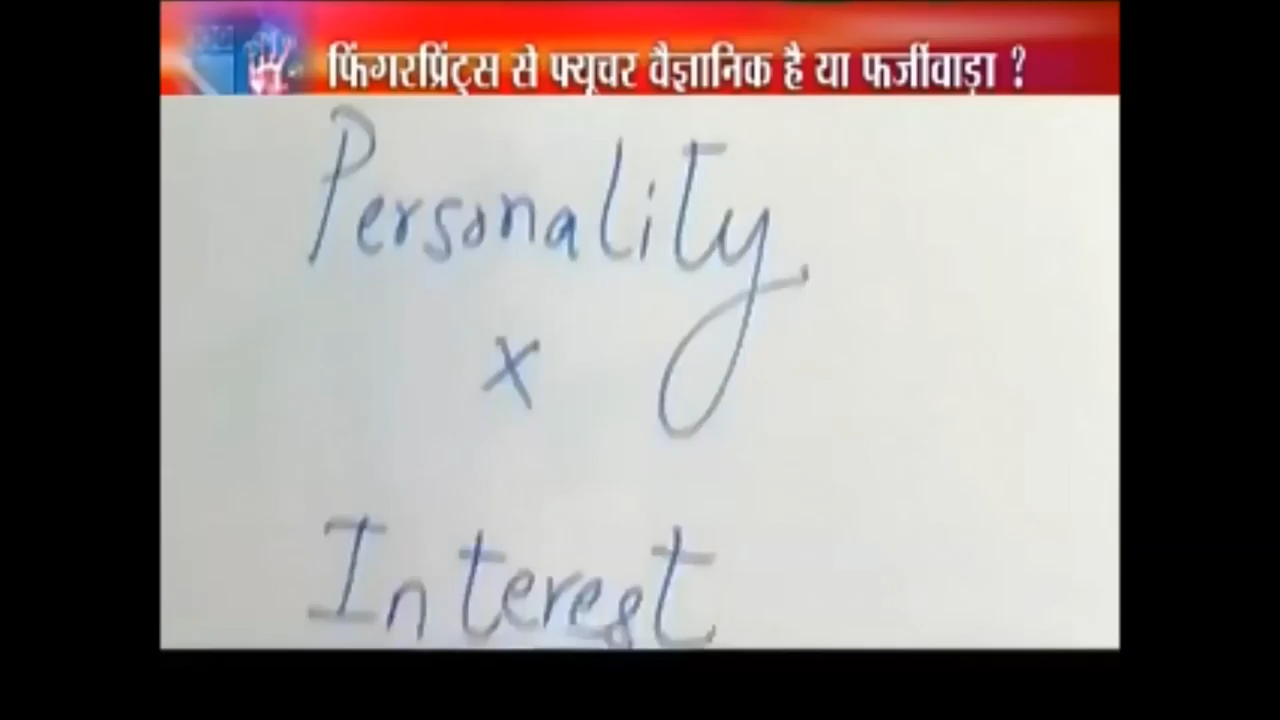 फिंगरप्रिंट्स से फ्यूचर वैज्ञानिक है या फर्जीवाड़ा ?
Personality
x
Interest